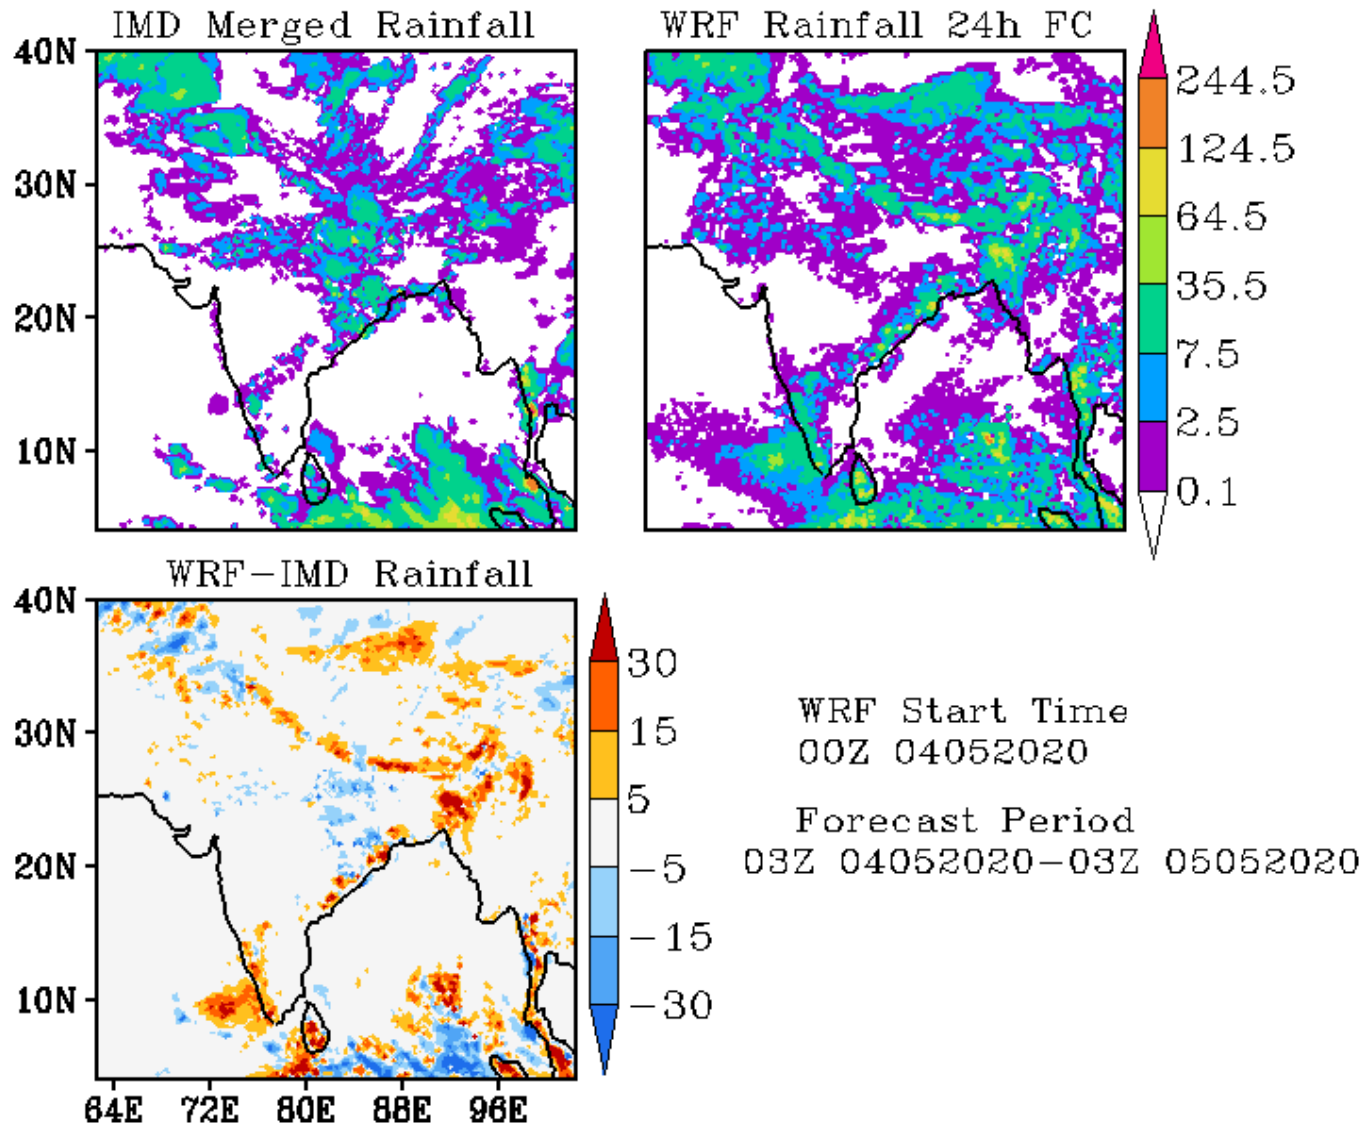 IMD Merged Rainfall
WRF Rainfall 24h FC
40N
30N
20N
10N
244.5
124.5
64.5
35.5
7.5
2.5
0.1
WRF-IMD Rainfall
40N
30N
20N
10N
64E 72E 80E 88E 96E
30
15
5
-5
-15
-30
WRF Start Time
00Z 04052020
Forecast Period
03Z 04052020-03Z 05052020